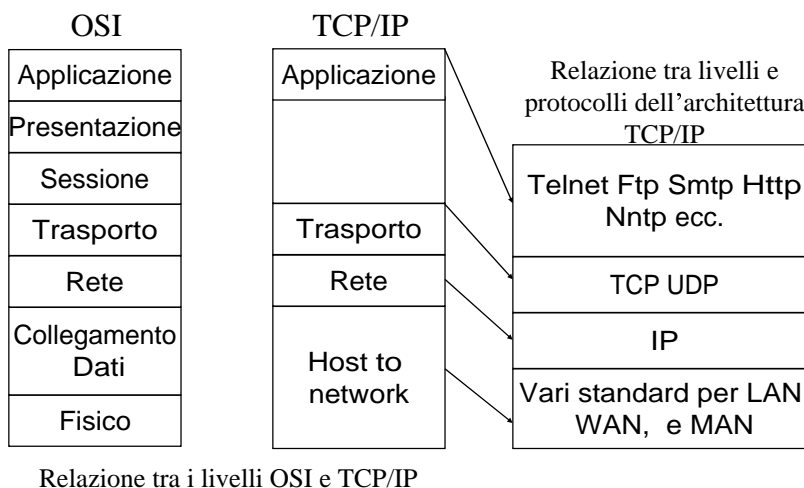 OSI
Applicazione
Presentazione
Sessione
Trasporto
Rete
Collegamento
Dati
Fisico
TCP/IP
Applicazione
Trasporto
Rete
Host to
network
Relazione tra livelli e
protocolli dell'architettura
TCP/IP
Telnet Ftp Smtp Http
Nntp ecc.
TCP UDP
IP
Vari standard per LAN
WAN, e MAN
Relazione tra i livelli OSI e TCP/IP